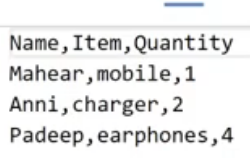 Name,Item,Quantity
Mahear,mobile,1
Anni,charger,2
Padeep,earphones,4